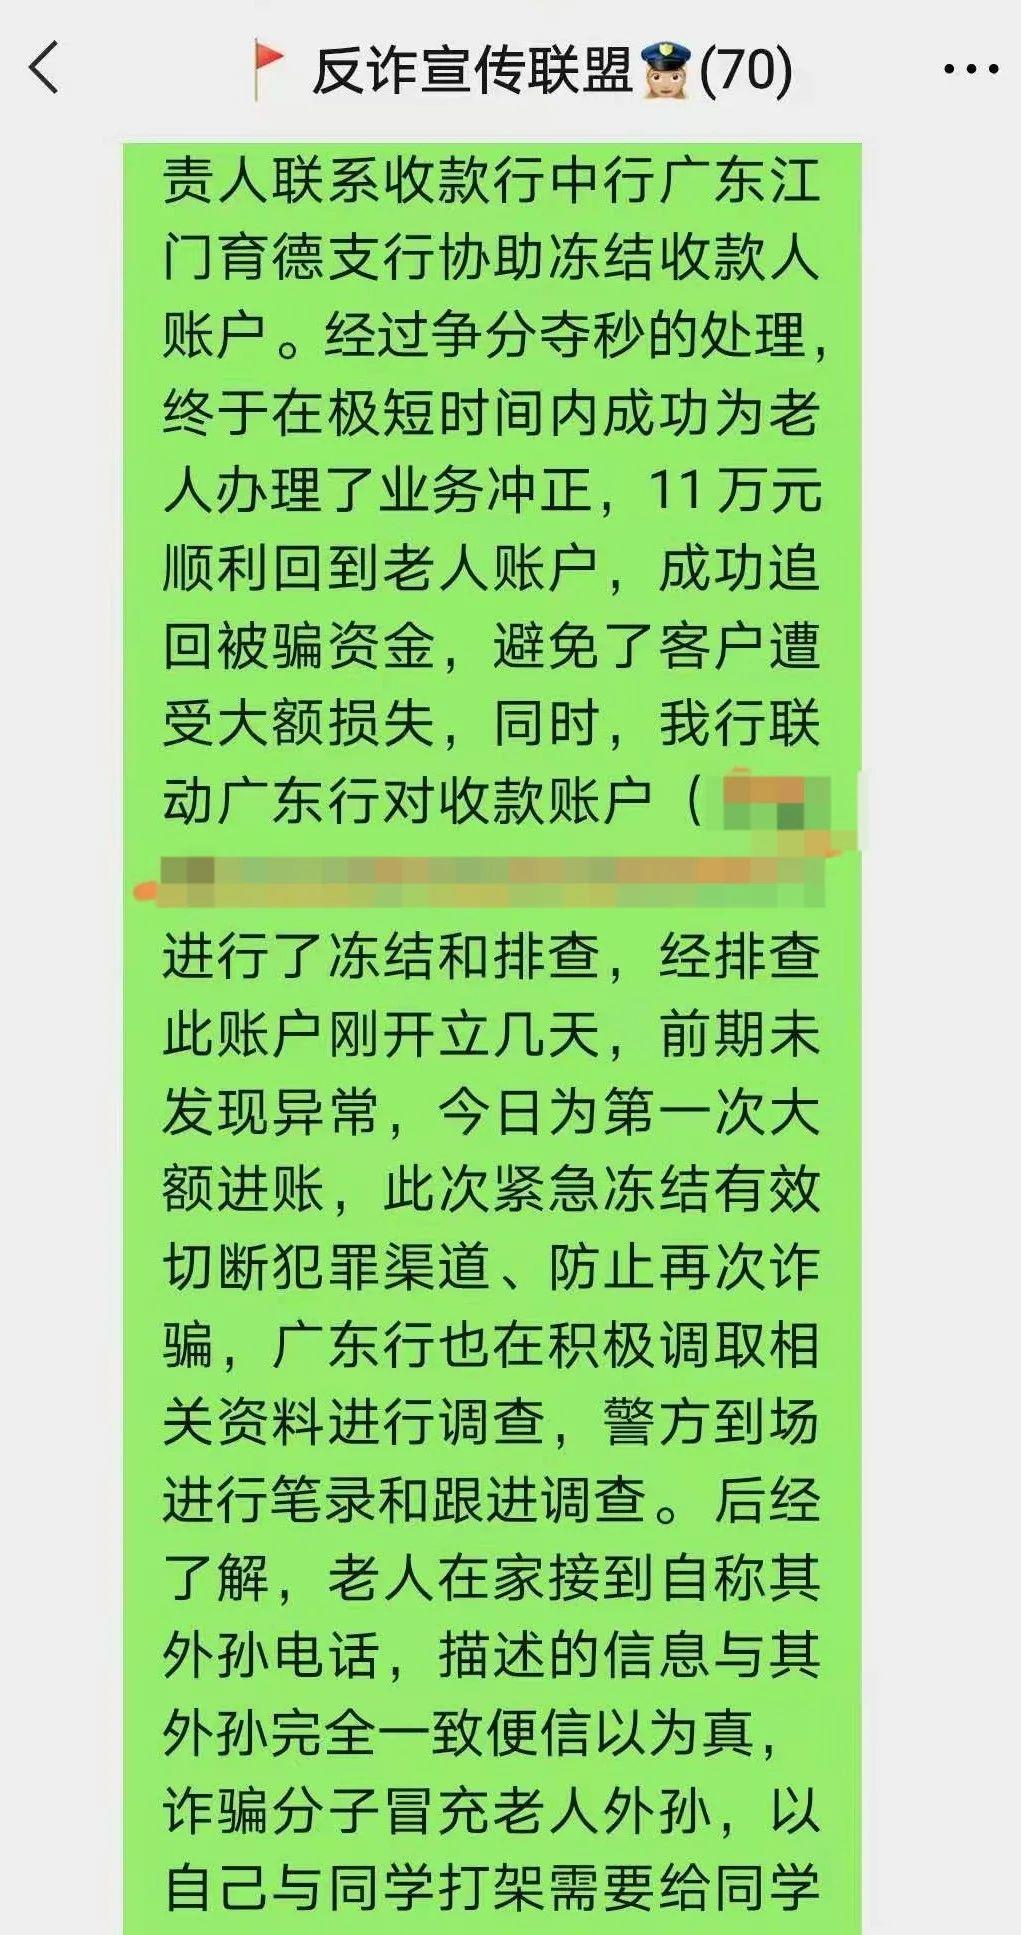 反诈宣传联盟(70)
责人联系收款行中行广东江
门育德支行协助冻结收款人
账户。经过争分夺秒的处理，
终于在极短时间内成功为老
人办理了业务冲正，11万元
顺利回到老人账户，成功追
回被骗资金，避免了客户遭
受大额损失，同时，我行联
动广东行对收款账户（
进行了冻结和排查，经排查
此账户刚开立几天，前期未
发现异常，今日为第一次大
额进账，此次紧急冻结有效
切断犯罪渠道、防止再次诈
骗，广东行也在积极调取相
关资料进行调查，警方到场
进行笔录和跟进调查。后经
了解，老人在家接到自称其
外孙电话，描述的信息与其
外孙完全一致便信以为真，
诈骗分子冒充老人外孙，以
自己与同学打架需要给同学